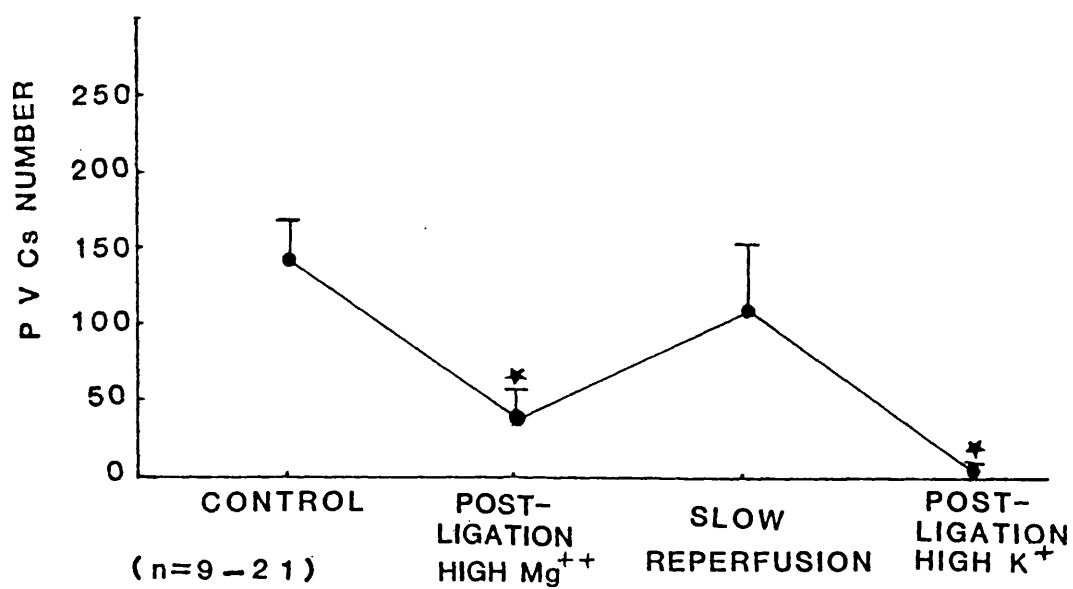 P V Cs NUMBER
250
200
150
100
50
0
CONTROL
POST-
LIGATION
HIGH Mg++
SLOW
REPERFUSION
POST-
LIGATION
HIGH K+
(n=9-21)